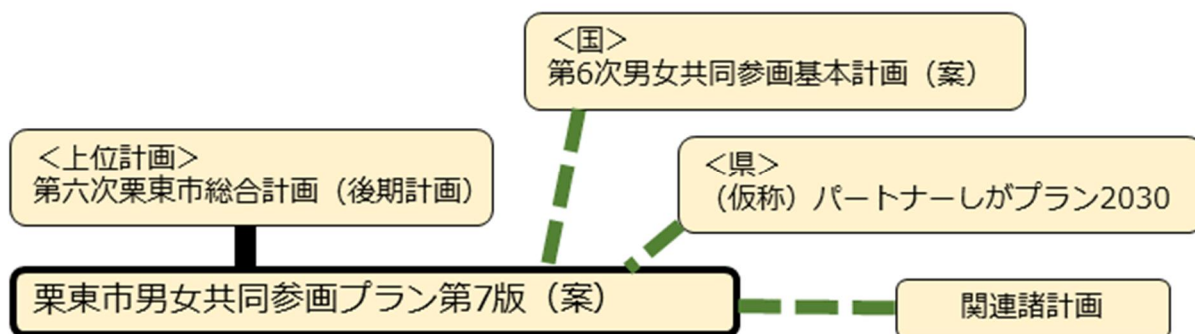 ＜国＞
第6次男女共同参画基本計画（案）
＜上位計画＞
第六次栗東市総合計画（後期計画）
＜県＞
（仮称）パートナーしがプラン2030
栗東市男女共同参画プラン第7版（案）
関連諸計画